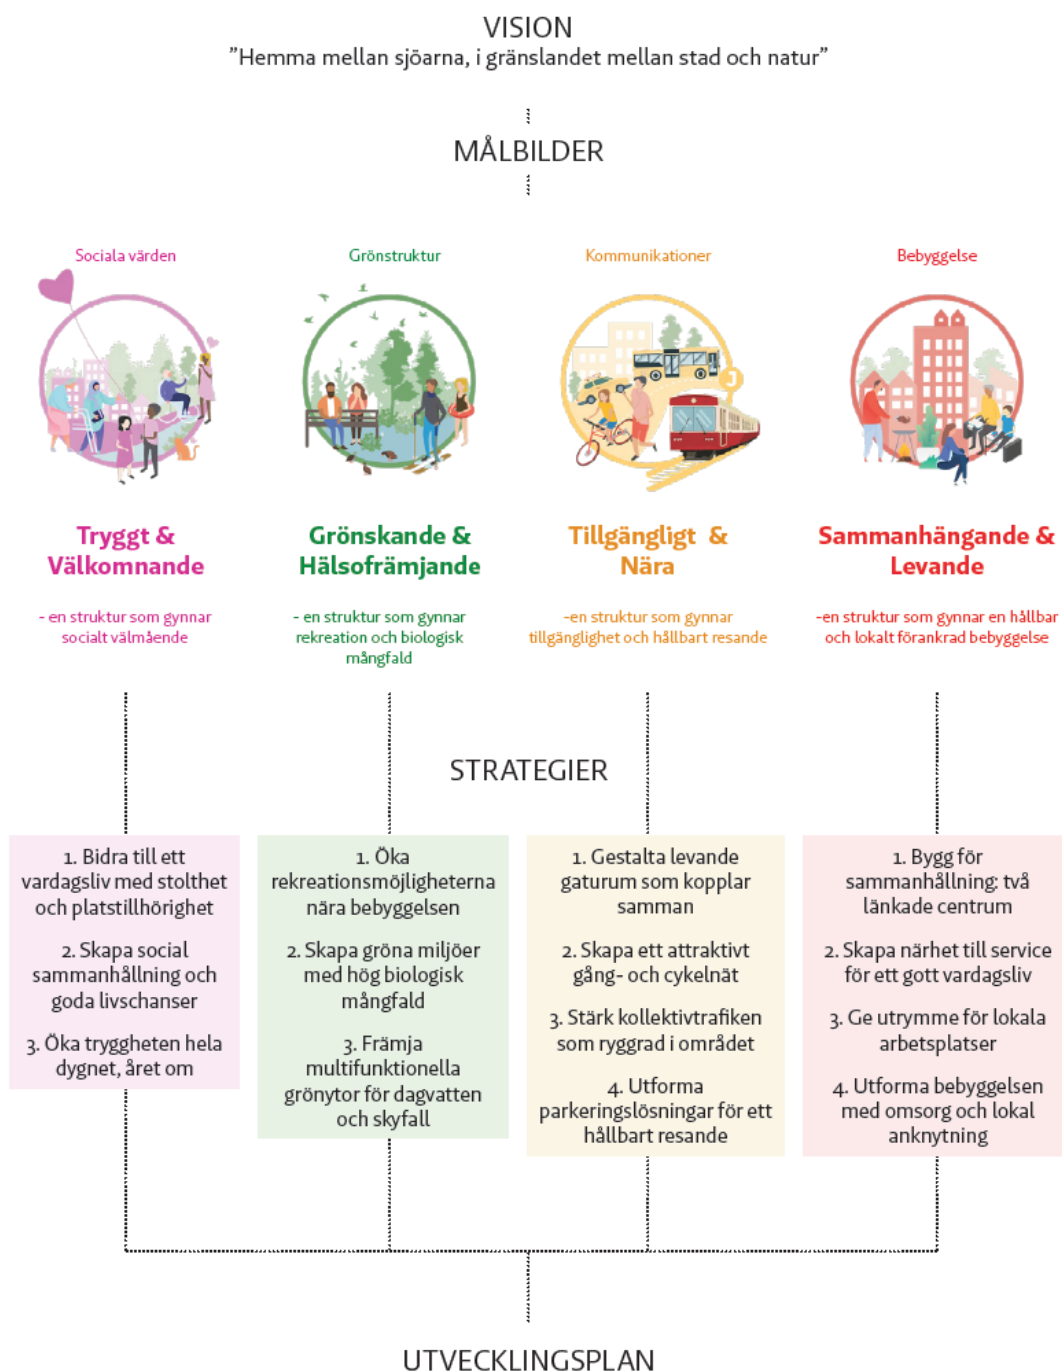 VISION
”Hemma mellan sjöarna, i gränslandet mellan stad och natur”
MÅLBILDER
Sociala värden
Grönstruktur
Kommunikationer
Bebyggelse
J
Tryggt &
Välkomnande
- en struktur som gynnar
socialt välmående
Grönskande &
Hälsofrämjande
- en struktur som gynnar
rekreation och biologisk
mångfald
Tillgängligt &
Nära
-en struktur som gynnar
tillgänglighet och hållbart resande
Sammanhängande &
Levande
-en struktur som gynnar en hållbar
och lokalt förankrad bebyggelse
STRATEGIER
1. Bidra till ett
vardagsliv med stolthet
och platstillhörighet
2. Skapa social
sammanhållning och
goda livschanser
3. Öka tryggheten hela
dygnet, året om
1. Öka
rekreationsmöjligheterna
nära bebyggelsen
2. Skapa gröna miljöer
med hög biologisk
mångfald
3. Främja
multifunktionella
grönytor för dagvatten
och skyfall
1. Gestalta levande
gaturum som kopplar
samman
2. Skapa ett attraktivt
gång- och cykelnät
3. Stärk kollektivtrafiken
som ryggrad i området
4. Utforma
parkeringslösningar för ett
hållbart resande
1. Bygg för
sammanhållning: två
länkade centrum
2. Skapa närhet till service
för ett gott vardagsliv
3. Ge utrymme för lokala
arbetsplatser
4. Utforma bebyggelsen
med omsorg och lokal
anknytning
UTVECKLINGSPLAN